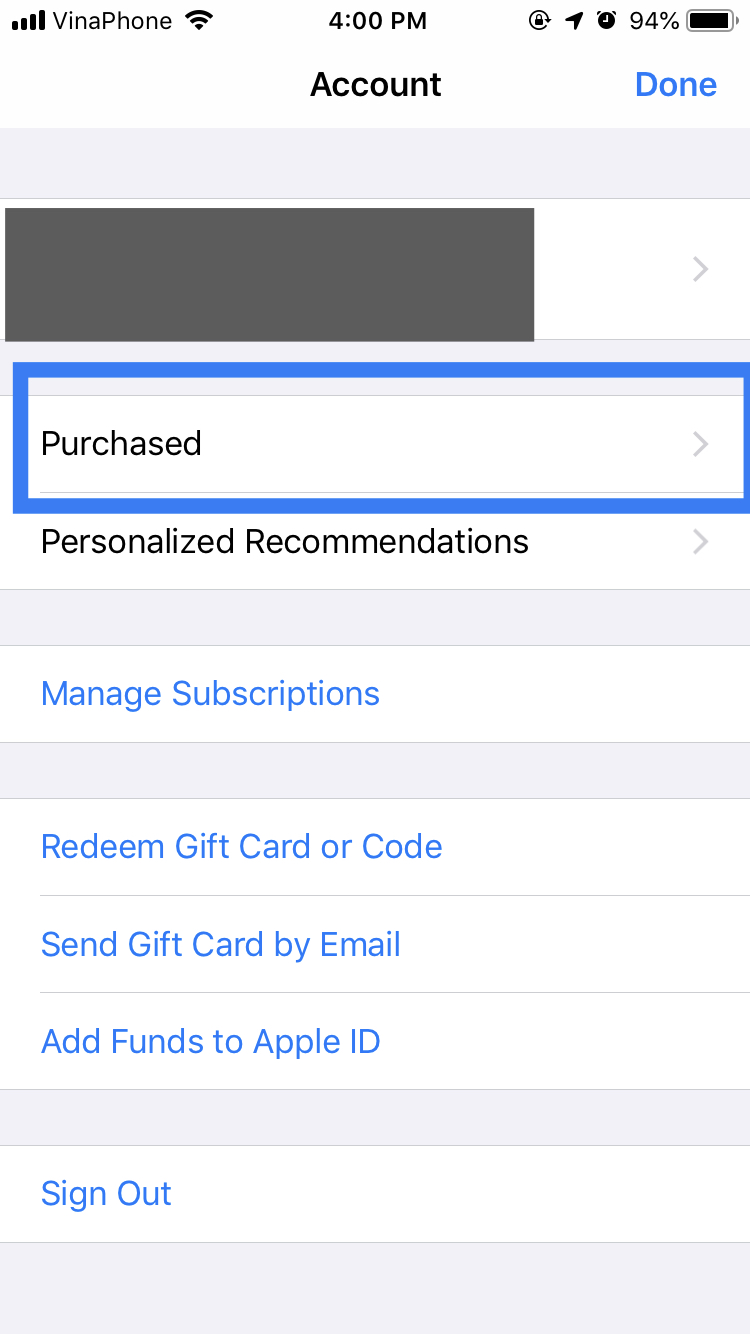 VinaPhone 4:00 PM 94%
Account Done
Purchased
Personalized Recommendations
Manage Subscriptions
Redeem Gift Card or Code
Send Gift Card by Email
Add Funds to Apple ID
Sign Out